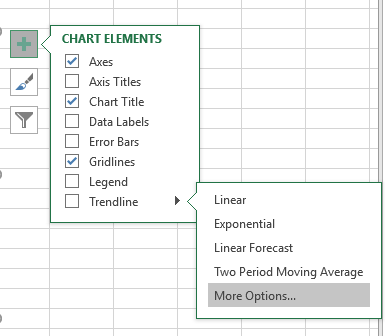 CHART ELEMENTS
Axes
Axis Titles
Chart Title
Data Labels
Error Bars
Gridlines
Legend
Trendline
Linear
Exponential
Linear Forecast
Two Period Moving Average
More Options...